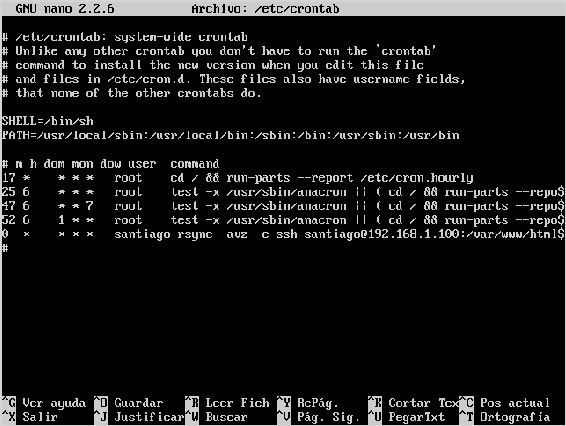 GNU nano 2.2.6 Archivo: /etc/crontab
# /etc/crontab: system-wide crontab
# Unlike any other crontab you don't have to run the `crontab'
# command to install the new version when you edit this file
# and files in /etc/cron.d. These files also have username fields,
# that none of the other crontabs do.
SHELL=/bin/sh
PATH=/usr/local/sbin:/usr/local/bin:/sbin:/bin:/usr/sbin:/usr/bin
# m h dom mon dow user command
17 * * * * root cd / && run-parts --report /etc/cron.hourly
25 6 * * * root test -x /usr/sbin/anacron || ( cd / && run-parts --repo$
47 6 * * 7 root test -x /usr/sbin/anacron || ( cd / && run-parts --repo$
52 6 1 * * root test -x /usr/sbin/anacron || ( cd / && run-parts --repo$
0 * * * * santiago rsync -avz -e ssh santiago@192.168.1.100:/var/www/html$
#
^G Ver ayuda ^O Guardar ^R Leer Fich ^Y RePág. ^K Cortar Tex ^C Pos actual
^X Salir ^J Justificar ^W Buscar ^V Pág. Sig. ^U PegarTxt ^T Ortografía